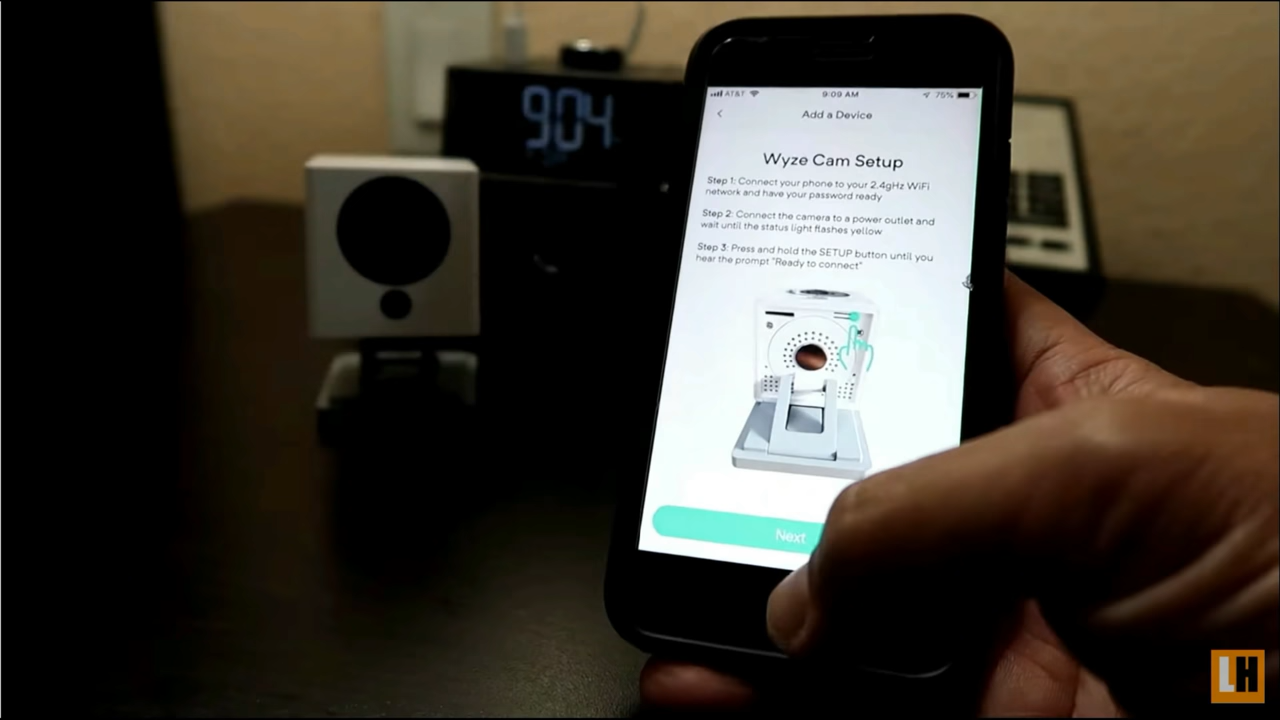 9:04
AT&T
9:09 AM
75%
Add a Device
Wyze Cam Setup
Step 1: Connect your phone to your 2.4gHz WiFi
network and have your password ready
Step 2: Connect the camera to a power outlet and
wait until the status light flashes yellow
Step 3: Press and hold the SETUP button until you
hear the prompt "Ready to connect"
Next
LH